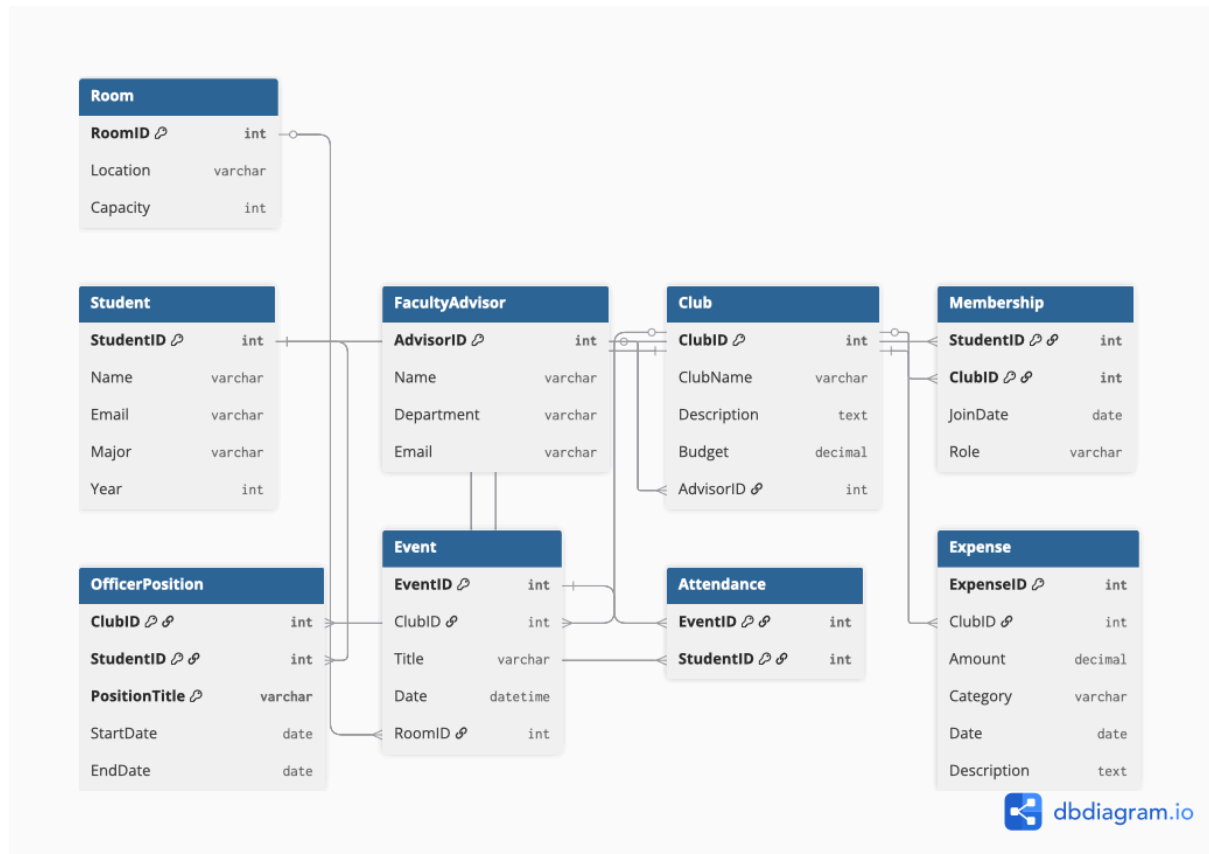 Room
RoomID int
Location varchar
Capacity int
Student
StudentID int
Name varchar
Email varchar
Major varchar
Year int
FacultyAdvisor
AdvisorID int
Name varchar
Department varchar
Email varchar
Club
ClubID int
ClubName varchar
Description text
Budget decimal
AdvisorID int
Membership
StudentID int
ClubID int
JoinDate date
Role varchar
OfficerPosition
ClubID int
StudentID int
PositionTitle varchar
StartDate date
EndDate date
Event
EventID int
ClubID int
Title varchar
Date datetime
RoomID int
Attendance
EventID int
StudentID int
Expense
ExpenseID int
ClubID int
Amount decimal
Category varchar
Date date
Description text
dbdiagram.io